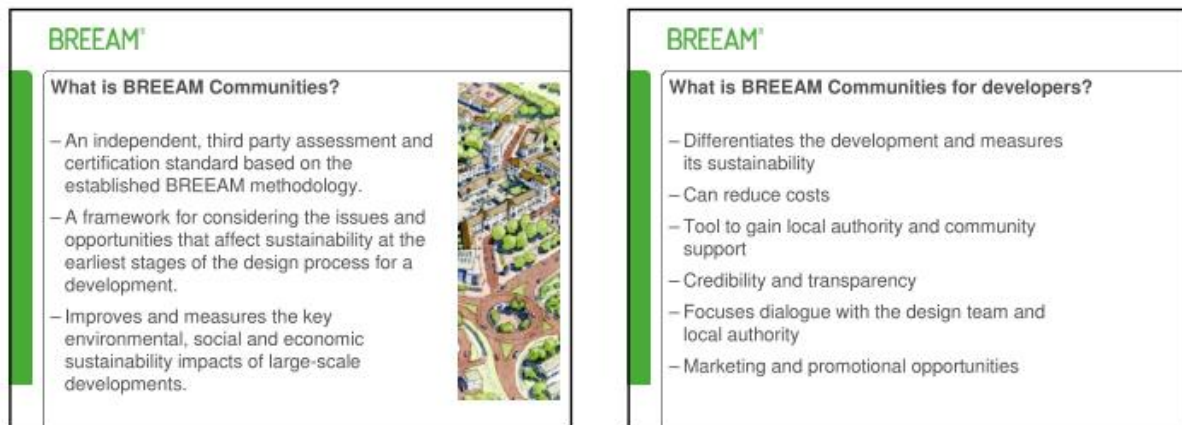 BREEAM®
What is BREEAM Communities?
– An independent, third party assessment and
certification standard based on the
established BREEAM methodology.
– A framework for considering the issues and
opportunities that affect sustainability at the
earliest stages of the design process for a
development.
– Improves and measures the key
environmental, social and economic
sustainability impacts of large-scale
developments.
BREEAM®
What is BREEAM Communities for developers?
– Differentiates the development and measures
its sustainability
– Can reduce costs
– Tool to gain local authority and community
support
– Credibility and transparency
– Focuses dialogue with the design team and
local authority
– Marketing and promotional opportunities